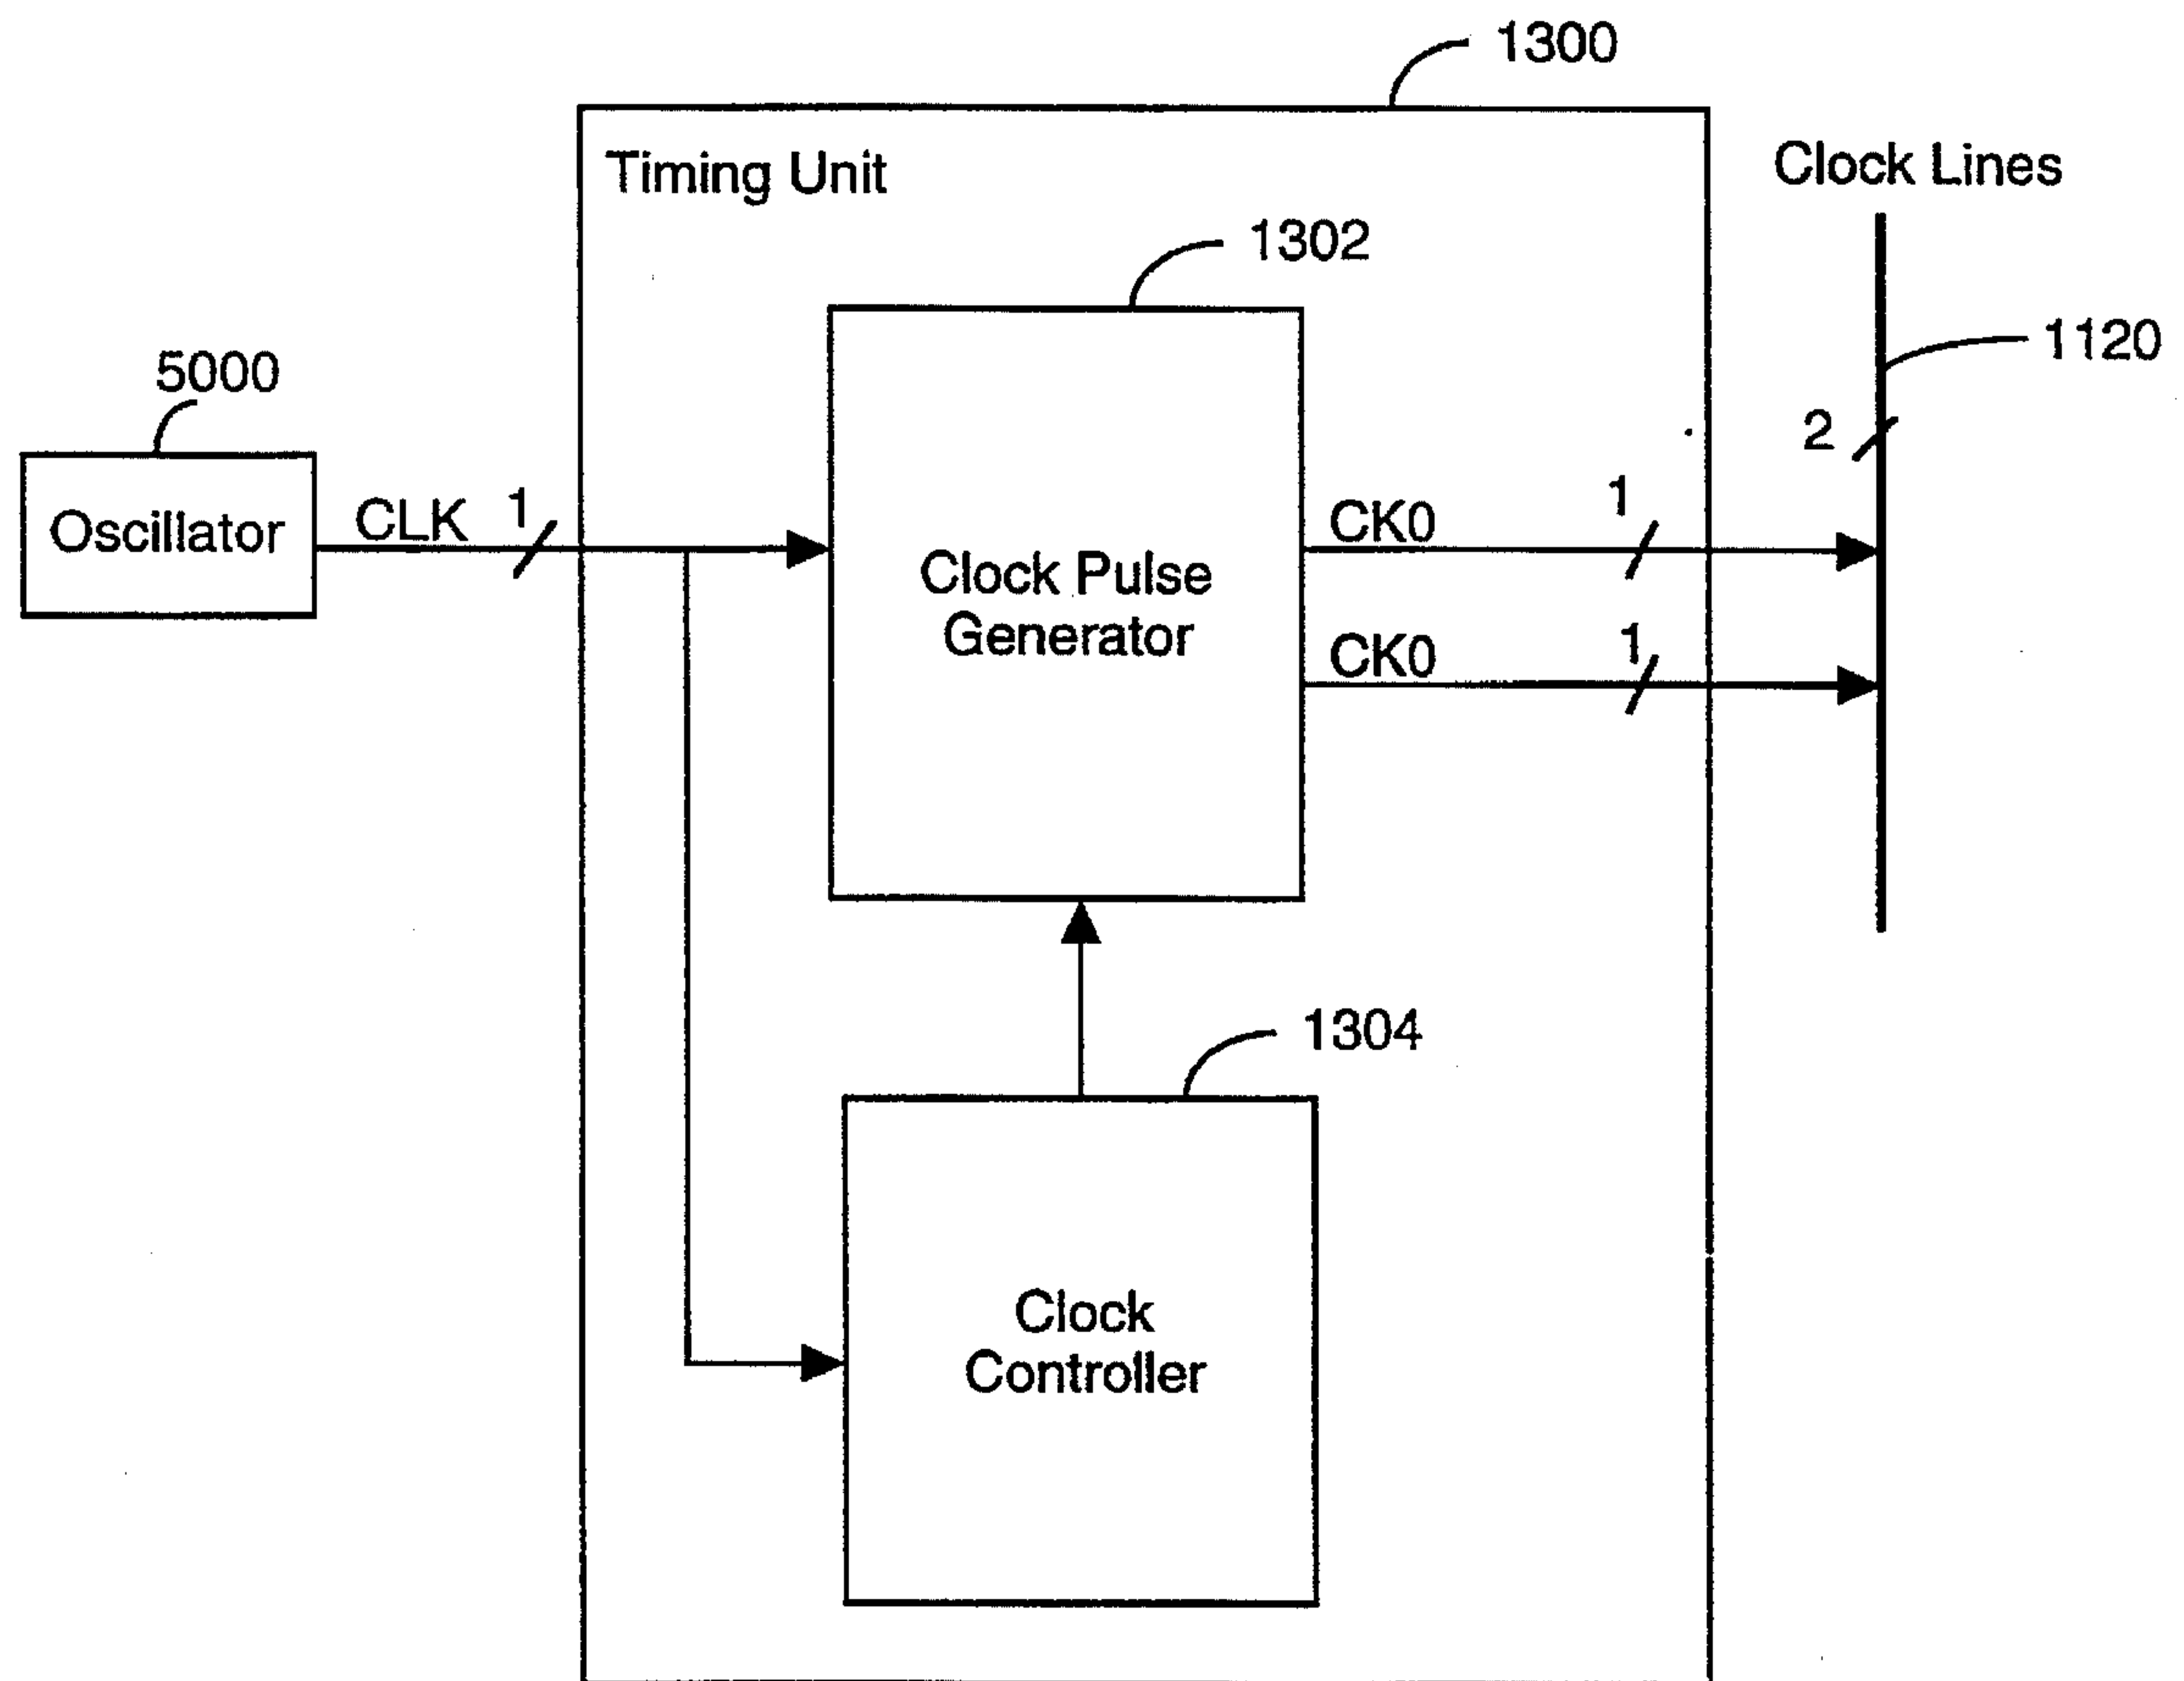 1300
Timing Unit
Clock Lines
1302
1120
5000
2
Oscillator
CLK
1
CK0
1
Clock Pulse
Generator
CK0
1
1304
Clock
Controller